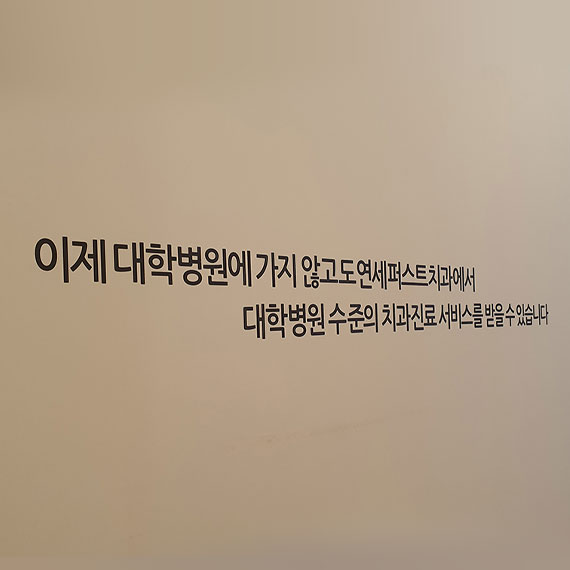 이제 대학병원에 가지 않고도 연세퍼스트치과에서
대학병원 수준의 치과진료 서비스를 받을 수 있습니다